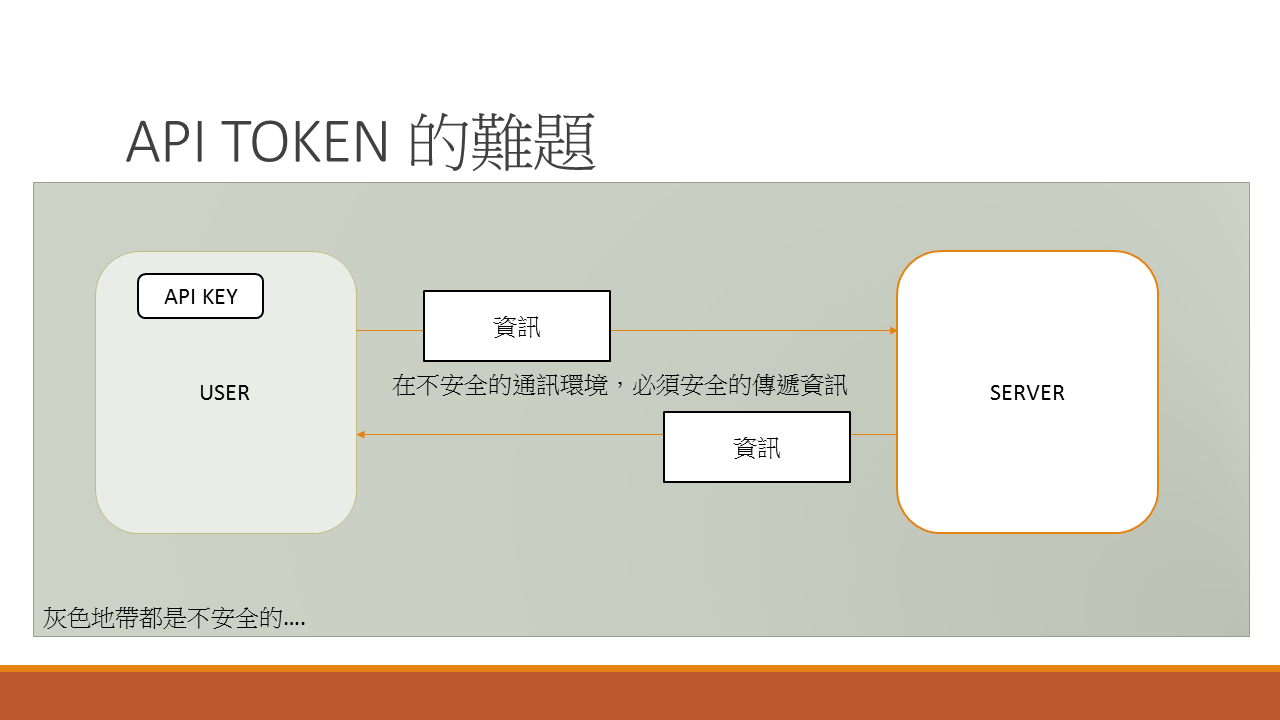 API TOKEN 的難題
API KEY
USER
資訊
在不安全的通訊環境，必須安全的傳遞資訊
資訊
SERVER
灰色地帶都是不安全的....